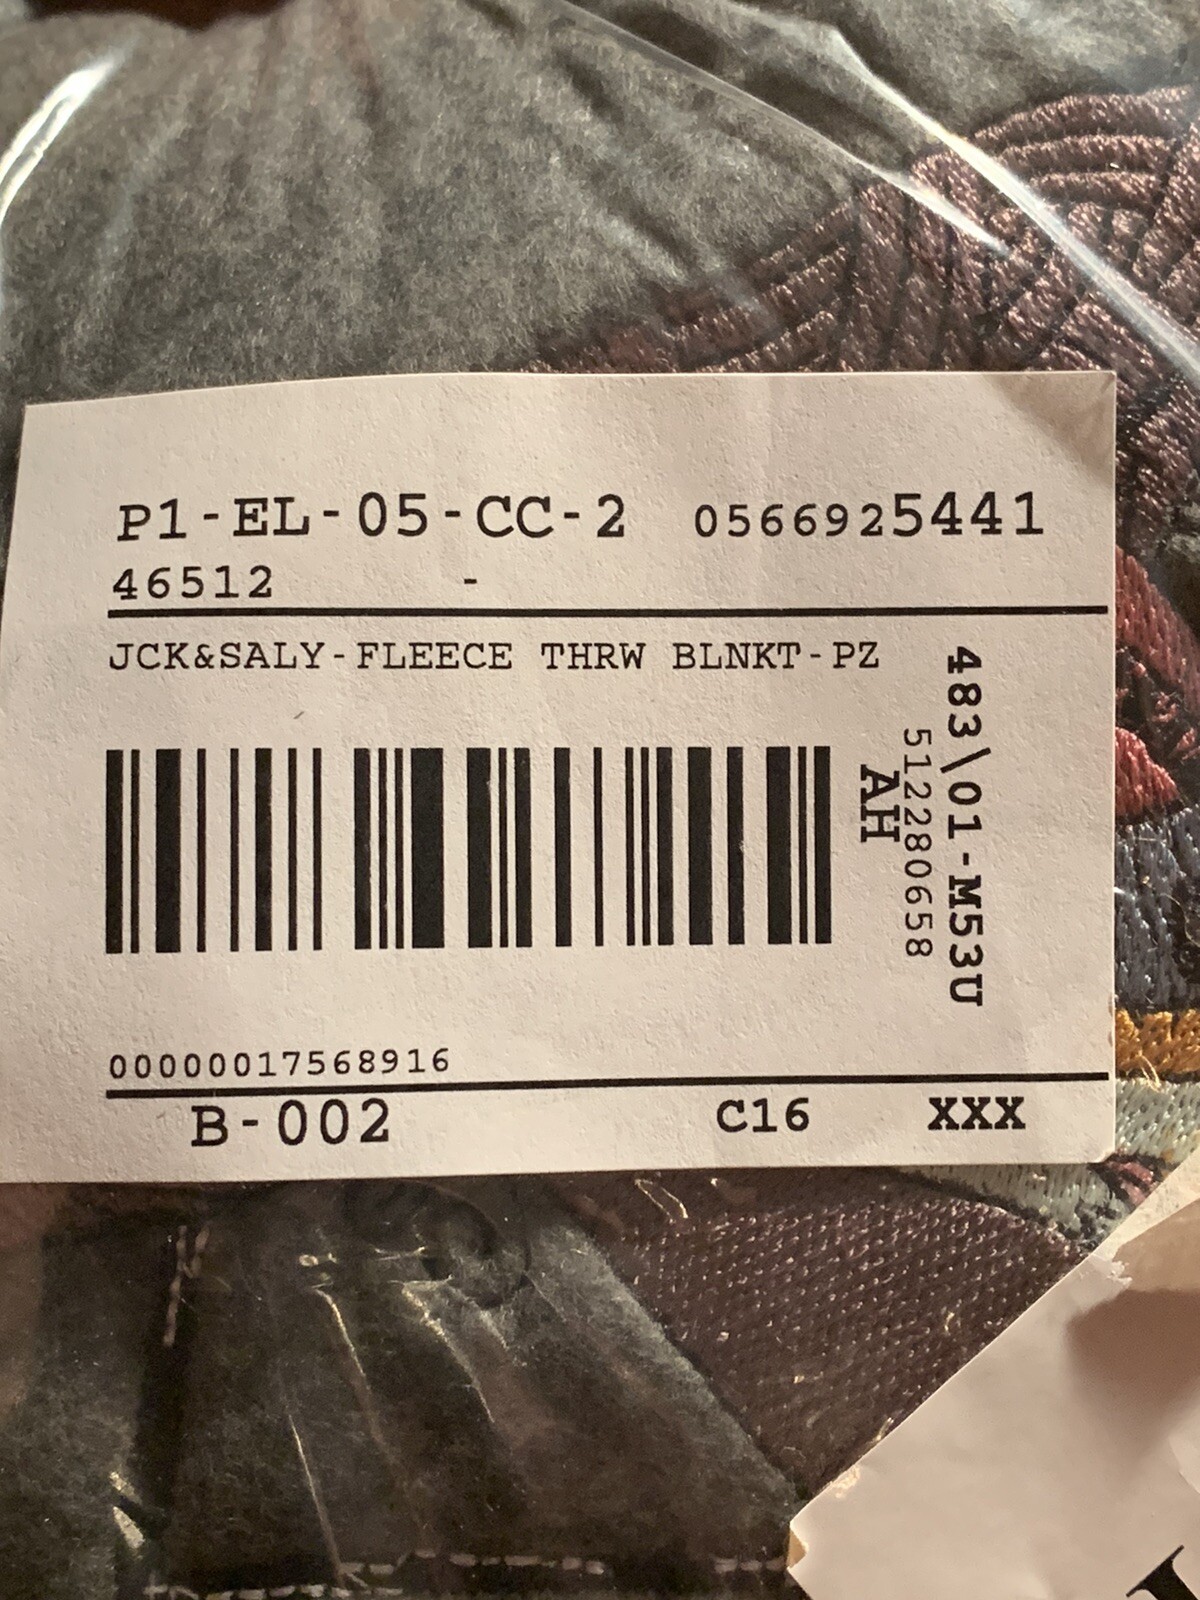 P1-EL-05-CC-2 0566925441
46512 -
JCK&SALY-FLEECE THRW BLNKT-PZ
483\01-M53U
512280658
AH
00000017568916
B-002 C16 XXX